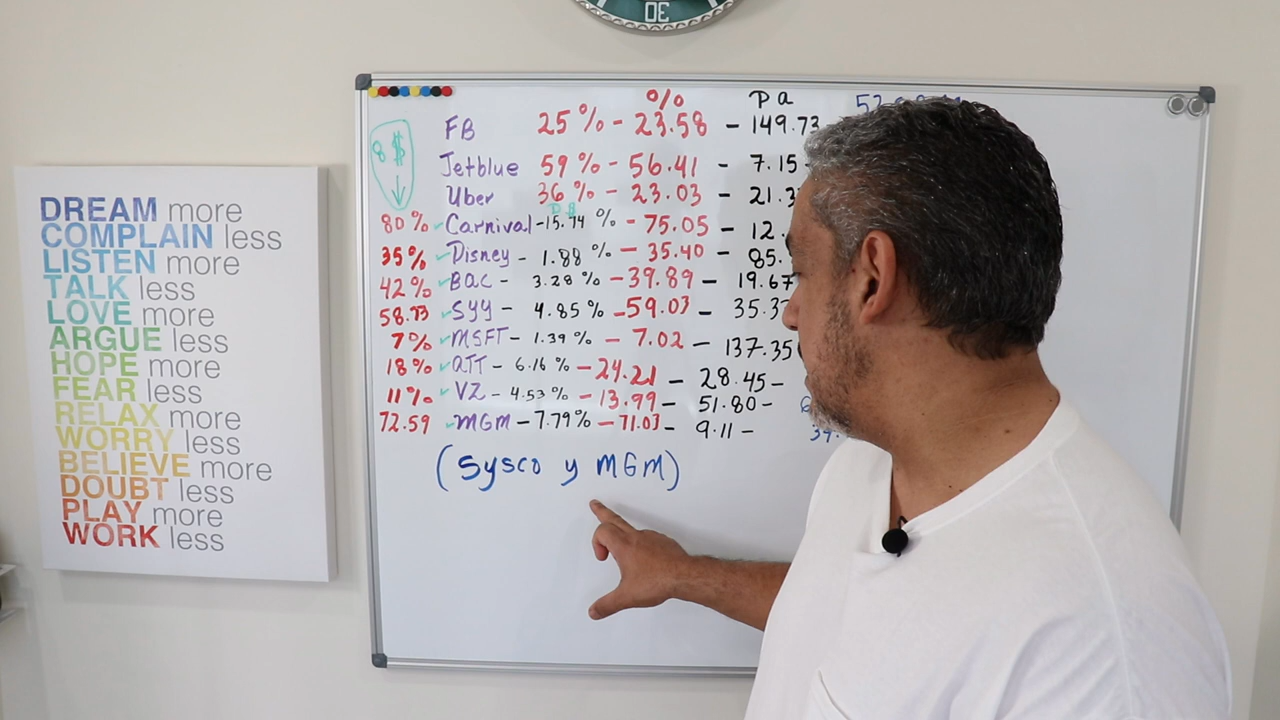 DREAM more
COMPLAIN less
LISTEN more
TALK less
LOVE more
ARGUE less
HOPE more
FEAR less
RELAX more
WORRY less
BELIEVE more
DOUBT less
PLAY more
WORK less
8 $
% Pa
FB 25% - 23.58 - 149.73
Jetblue 59% - 56.41 - 7.15 -
Uber 36% - 23.03 - 21.3
80% Carnival - 15.74 % - 75.05 - 12.
35% Disney - 1.88 % - 35.40 - 85.
42% BAC - 3.28 % - 39.89 - 19.67
58.73 SYY - 4.85 % - 59.03 - 35.37
7% MSFT - 1.39 % - 7.02 - 137.35
18% ATT - 6.16 % - 24.21 - 28.45 -
11% VZ - 4.53 % - 13.99 - 51.80 -
72.59 MGM - 7.79% - 71.03 - 9.11 -
(Sysco y MGM)